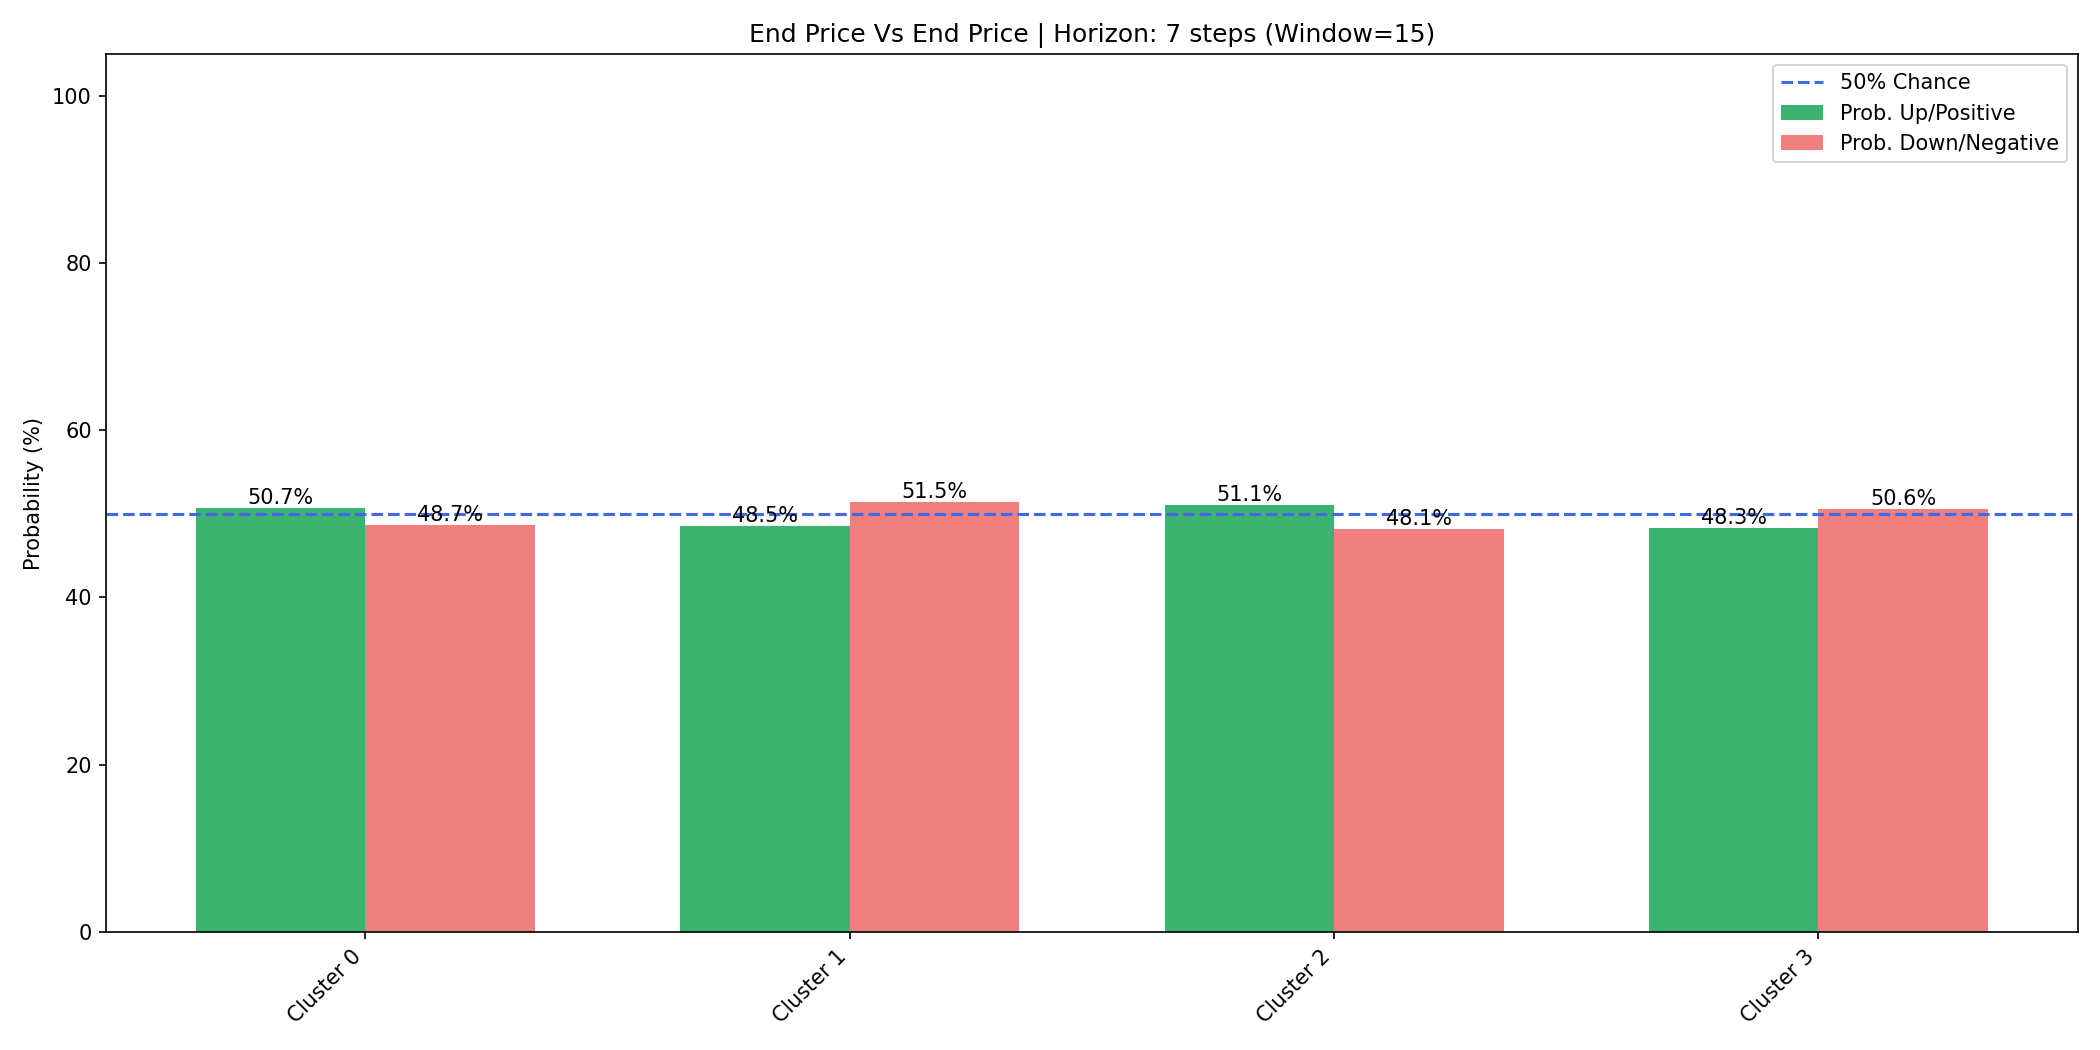 End Price Vs End Price | Horizon: 7 steps (Window=15)
50% Chance
Prob. Up/Positive
Prob. Down/Negative
Probability (%)
100
80
60
40
20
0
50.7%
48.7%
48.5%
51.5%
51.1%
48.1%
48.3%
50.6%
Cluster 0
Cluster 1
Cluster 2
Cluster 3